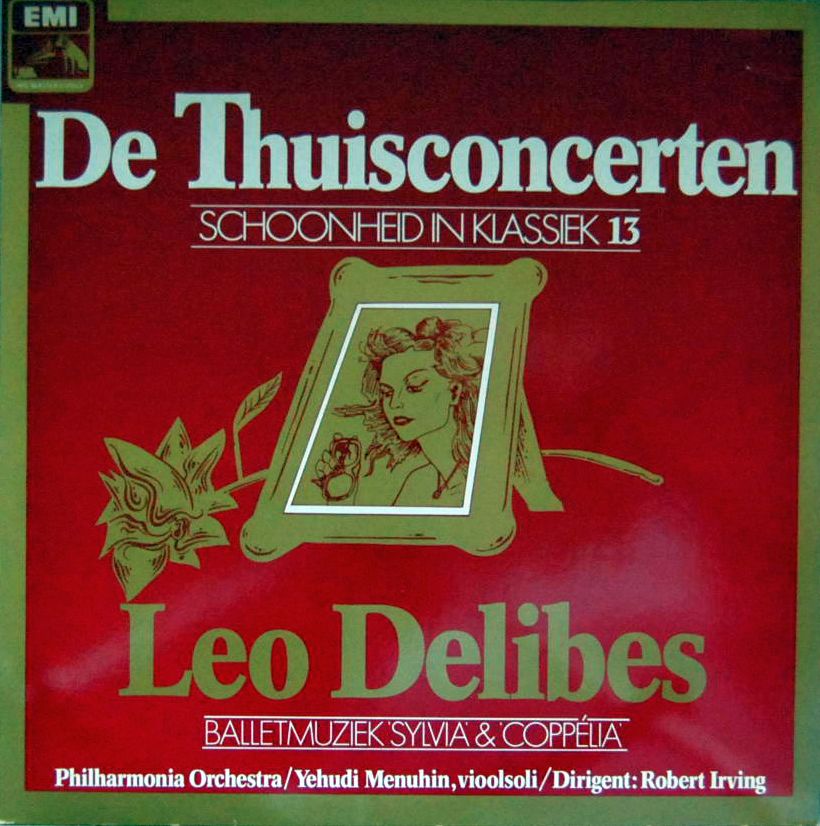 EMI
De Thuisconcerten
SCHOONHEID IN KLASSIEK 13
Leo Delibes
BALLETMUZIEK 'SYLVIA' & 'COPPÉLIA'
Philharmonia Orchestra/Yehudi Menuhin, vioolsoli/Dirigent: Robert Irving